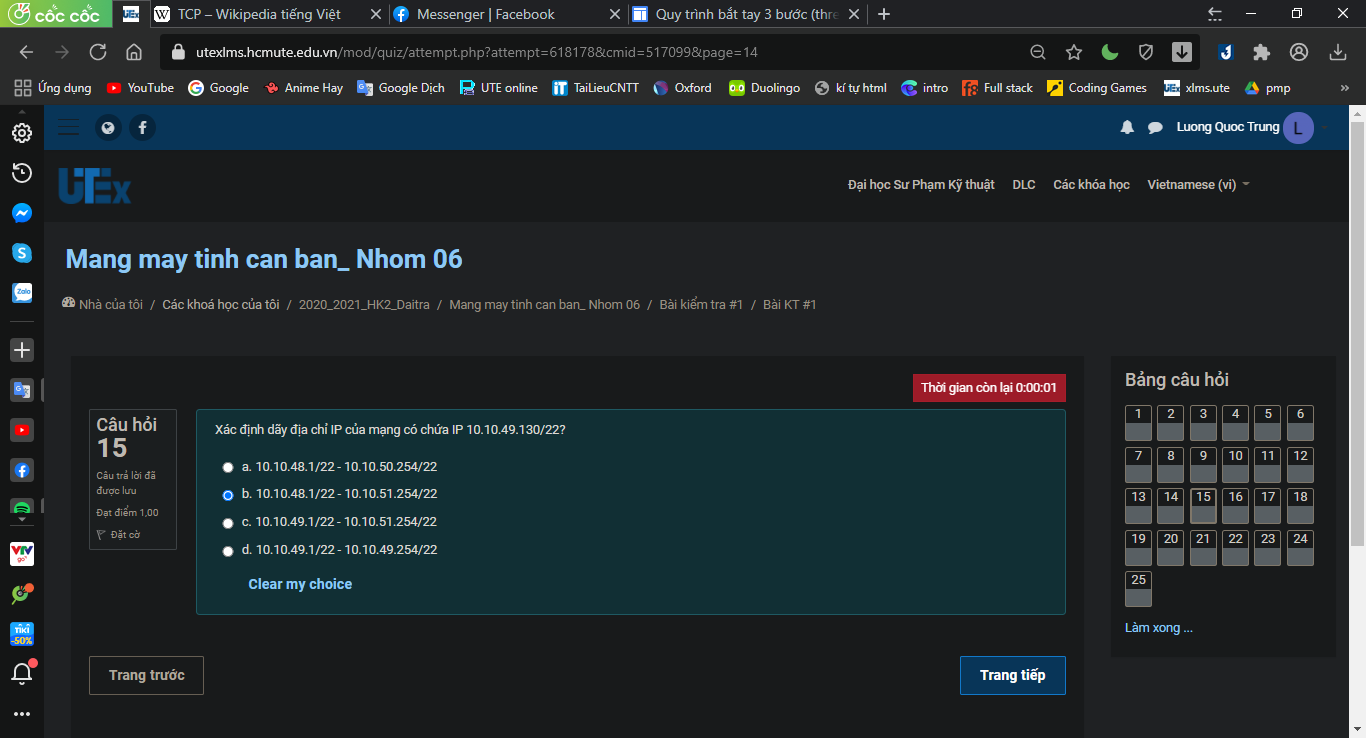 cốc cốc
UTEx
TCP – Wikipedia tiếng Việt
Messenger | Facebook
Quy trình bắt tay 3 bước (thre
utexlms.hcmute.edu.vn/mod/quiz/attempt.php?attempt=618178&cmid=517099&page=14
Ứng dụng YouTube Google Anime Hay Google Dịch UTE online TaiLieuCNTT Oxford Duolingo kí tự html intro Full stack Coding Games xlms.ute pmp
Luong Quoc Trung L
UTEx
Đại học Sư Phạm Kỹ thuật DLC Các khóa học Vietnamese (vi)
Mang may tinh can ban_ Nhom 06
Nhà của tôi / Các khoá học của tôi / 2020_2021_HK2_Daitra / Mang may tinh can ban_ Nhom 06 / Bài kiểm tra #1 / Bài KT #1
Thời gian còn lại 0:00:01
Câu hỏi
15
Câu trả lời đã
được lưu
Đạt điểm 1,00
Đặt cờ
Xác định dãy địa chỉ IP của mạng có chứa IP 10.10.49.130/22?
a. 10.10.48.1/22 - 10.10.50.254/22
b. 10.10.48.1/22 - 10.10.51.254/22
c. 10.10.49.1/22 - 10.10.51.254/22
d. 10.10.49.1/22 - 10.10.49.254/22
Clear my choice
Trang trước
Trang tiếp
Bảng câu hỏi
1 2 3 4 5 6
7 8 9 10 11 12
13 14 15 16 17 18
19 20 21 22 23 24
25
Làm xong ...
Zalo
VTV
go
TIKI
-50%